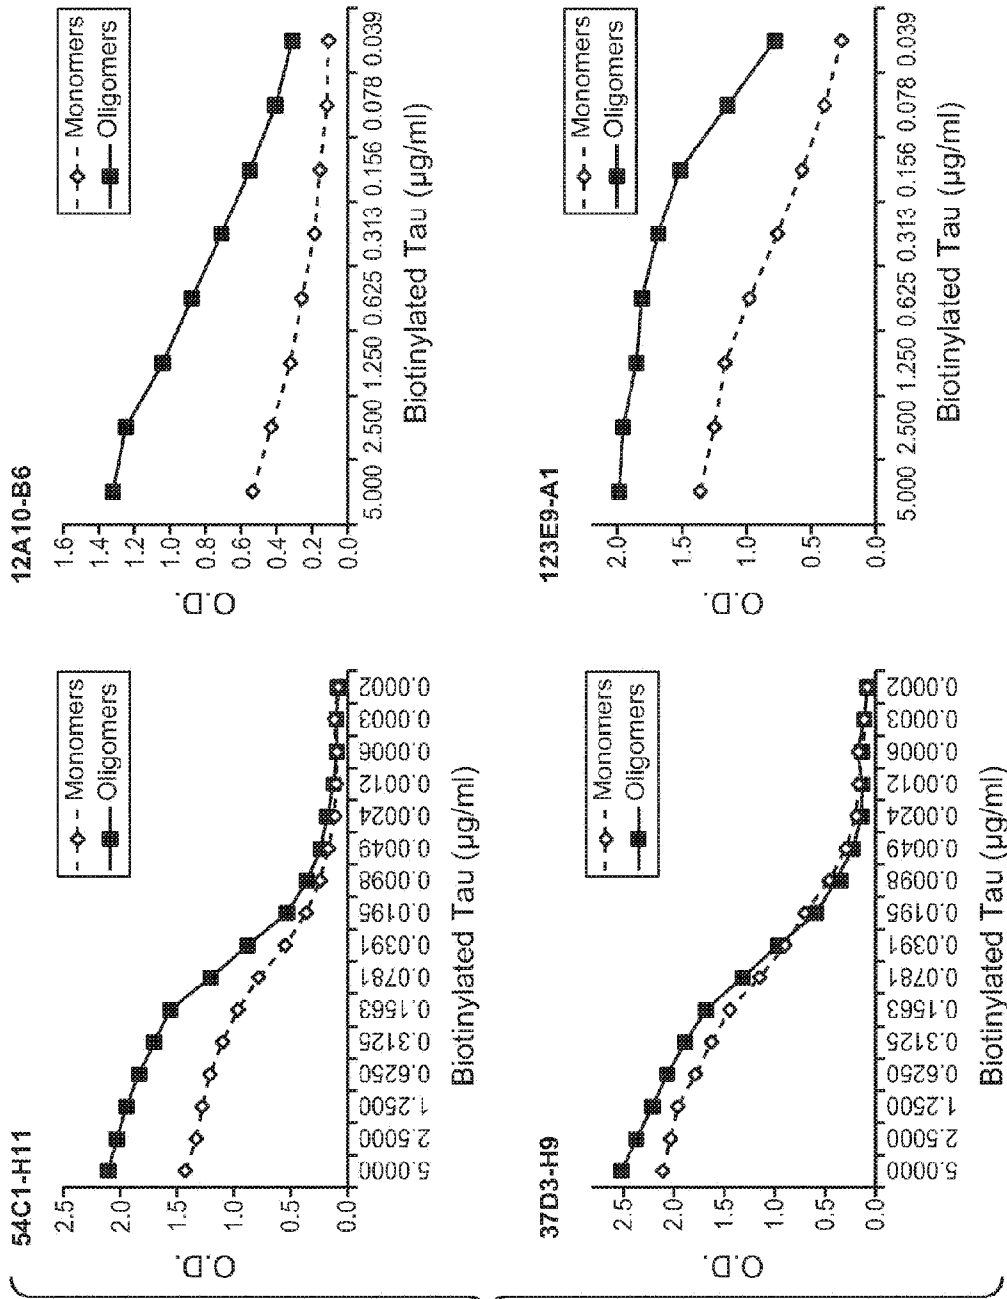 54C1-H11
O.D.
2.5
2.0
1.5
1.0
0.5
0.0
Monomers
Oligomers
5.0000 2.5000 1.2500 0.6250 0.3125 0.1563 0.0781 0.0391 0.0195 0.0098 0.0049 0.0024 0.0012 0.0006 0.0003 0.0002
Biotinylated Tau (µg/ml)
12A10-B6
O.D.
1.6
1.4
1.2
1.0
0.8
0.6
0.4
0.2
0.0
Monomers
Oligomers
5.000 2.500 1.250 0.625 0.313 0.156 0.078 0.039
Biotinylated Tau (µg/ml)
37D3-H9
O.D.
2.5
2.0
1.5
1.0
0.5
0.0
Monomers
Oligomers
5.0000 2.5000 1.2500 0.6250 0.3125 0.1563 0.0781 0.0391 0.0195 0.0098 0.0049 0.0024 0.0012 0.0006 0.0003 0.0002
Biotinylated Tau (µg/ml)
123E9-A1
O.D.
2.0
1.5
1.0
0.5
0.0
Monomers
Oligomers
5.000 2.500 1.250 0.625 0.313 0.156 0.078 0.039
Biotinylated Tau (µg/ml)